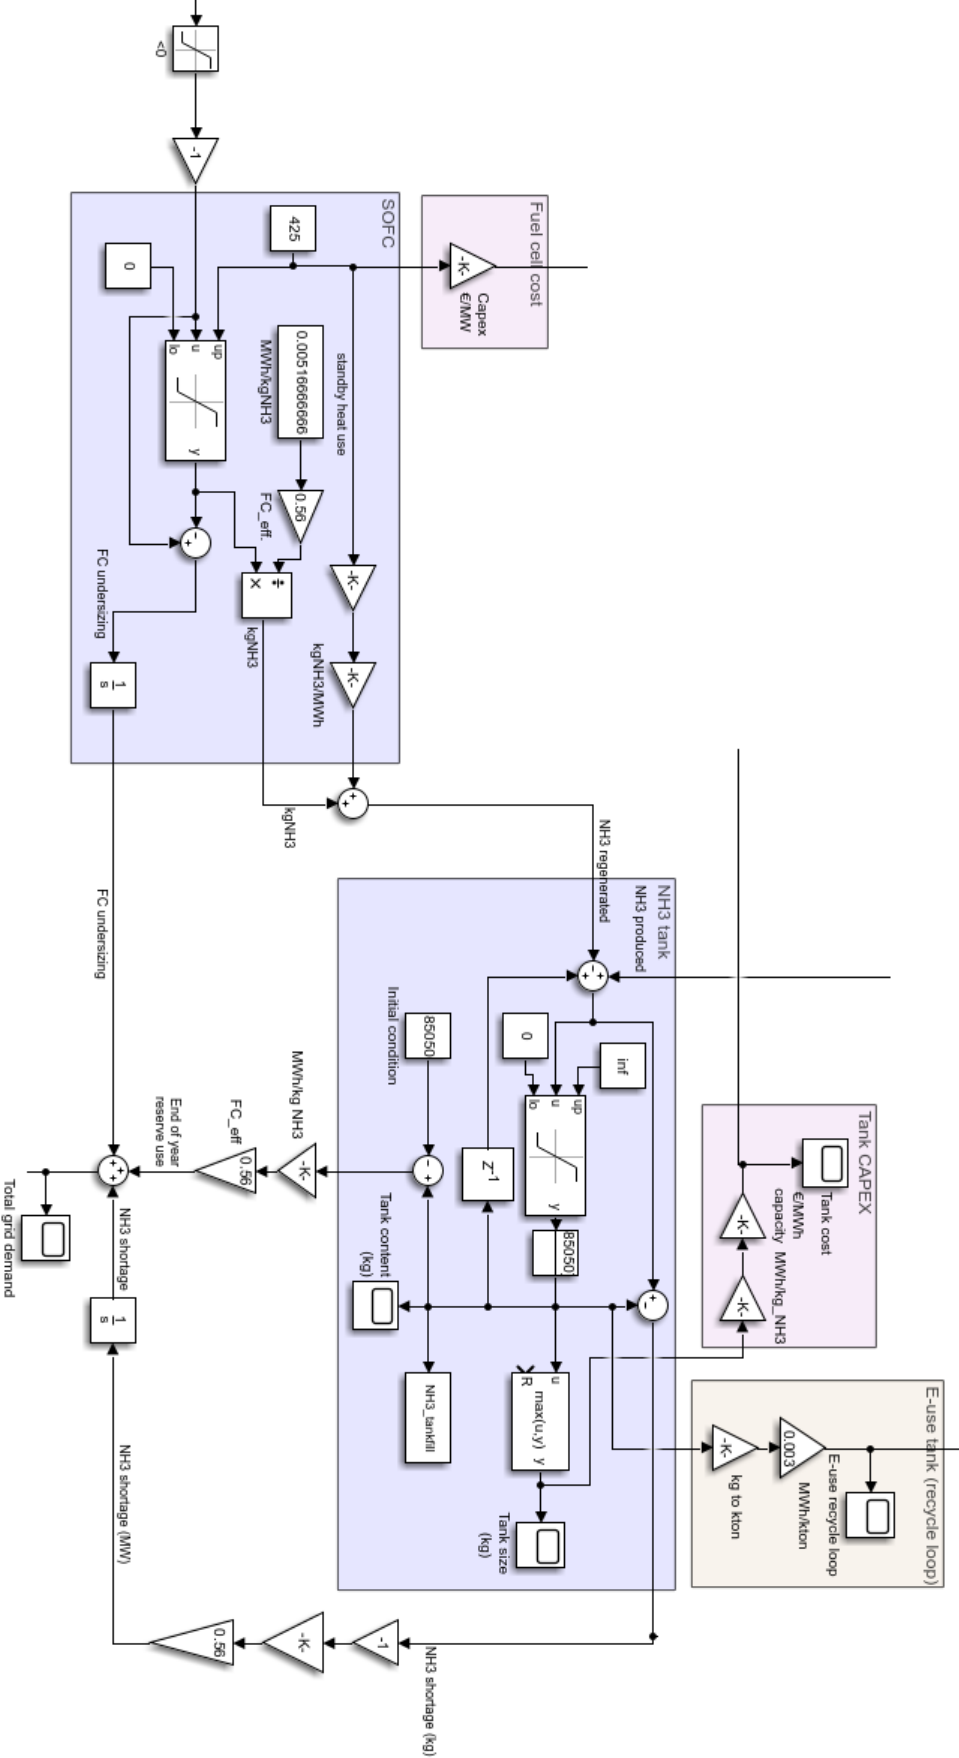 <0
-1
SOFC
425
0
up
u
lo
y
0.00516666666
MWh/kgNH3
standby heat use
0.56
FC_eff.
-K-
-K-
kgNH3/MWh
÷
×
kgNH3
-
+
FC undersizing
1
s
Fuel cell cost
-K-
Capex
€/MW
+
+
kgNH3
FC undersizing
NH3 regenerated
NH3 tank
NH3 produced
-
+
+
inf
0
up
u
lo
y
85050
Initial condition
85050
z-1
-
+
+
-
Tank content
(kg)
NH3_tankfill
u
R
max(u,y)
y
Tank size
(kg)
Tank CAPEX
Tank cost
€/MWh
capacity
MWh/kg_NH3
-K-
-K-
E-use tank (recycle loop)
E-use recycle loop
0.003
MWh/kton
-K-
kg to kton
MWh/kg NH3
-K-
0.56
FC_eff
End of year
reserve use
+
+
+
Total grid demand
NH3 shortage
1
s
NH3 shortage (MW)
0.56
-K-
-1
NH3 shortage (kg)